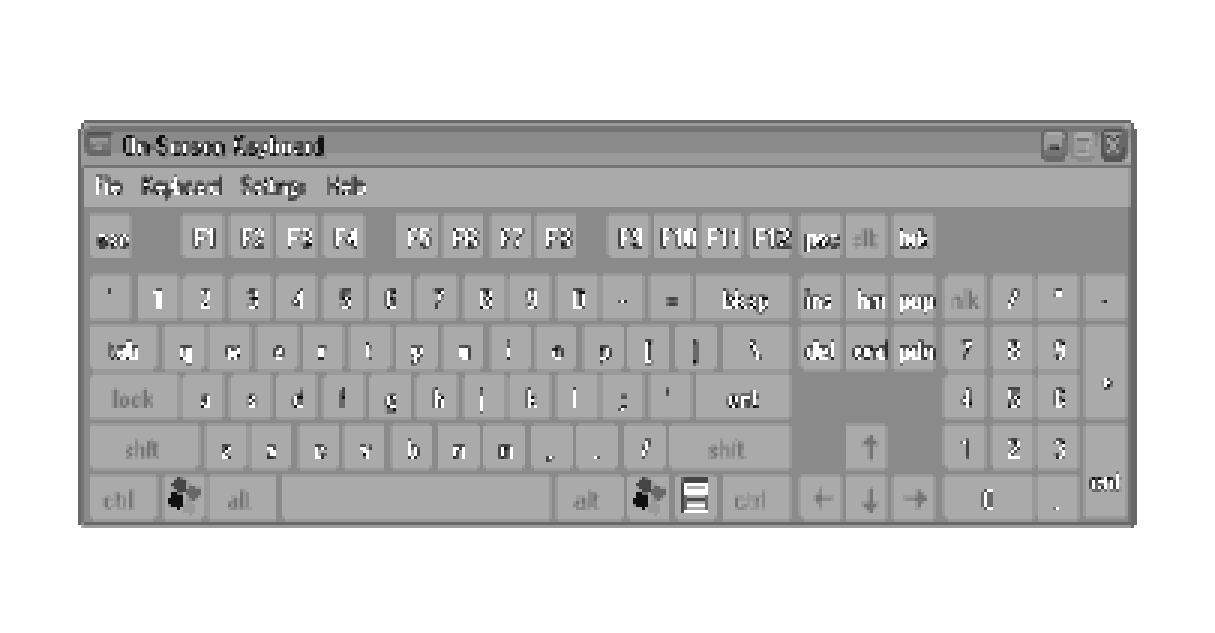 On-Screen Keyboard
File Keyboard Settings Help
esc F1 F2 F3 F4 F5 F6 F7 F8 F9 F10 F11 F12 psc slk brk
` 1 2 3 4 5 6 7 8 9 0 - = bksp ins hm pup nlk / * -
tab q w e r t y u i o p [ ] \ del end pdn 7 8 9 +
lock a s d f g h j k l ; ' ent 4 5 6
shft z x c v b n m , . / shft ↑ 1 2 3 ent
ctrl alt alt ctrl ← ↓ → 0 .